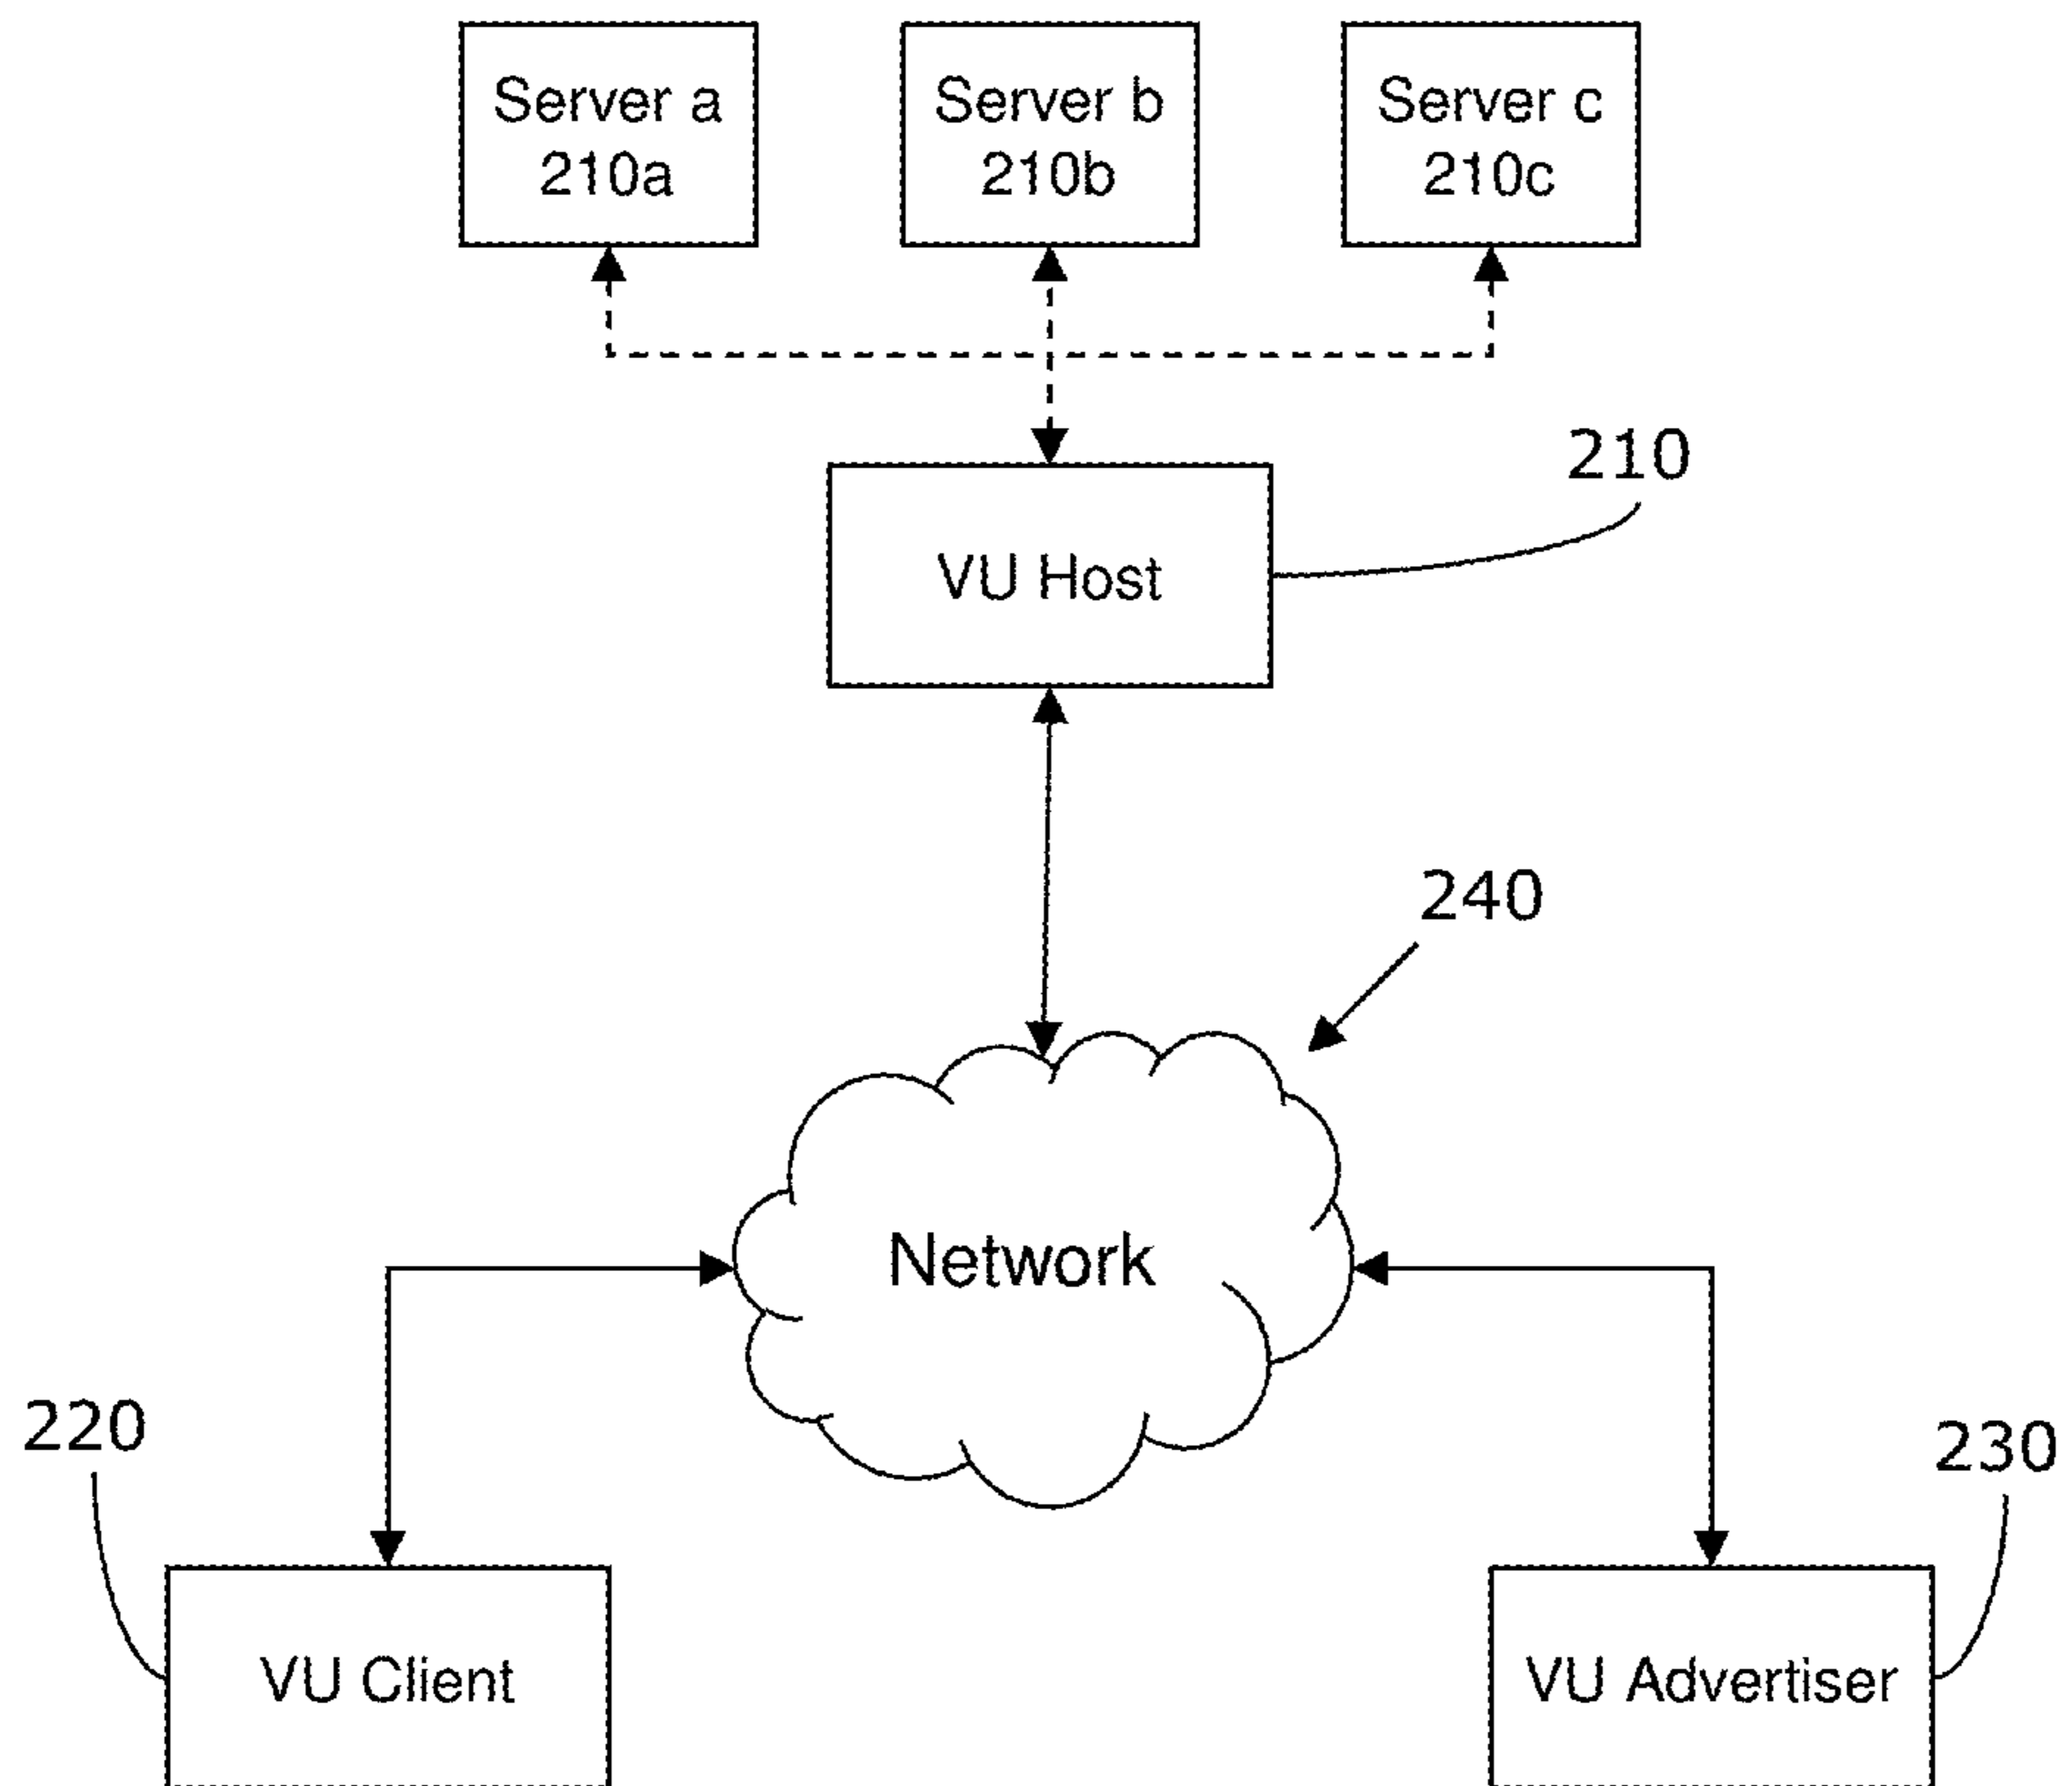 Server a
210a
Server b
210b
Server c
210c
210
VU Host
240
Network
220
230
VU Client
VU Advertiser